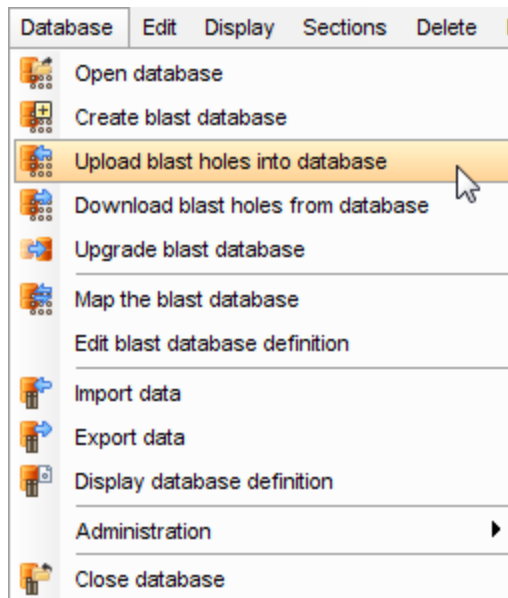 Database Edit Display Sections Delete
Open database
Create blast database
Upload blast holes into database
Download blast holes from database
Upgrade blast database
Map the blast database
Edit blast database definition
Import data
Export data
Display database definition
Administration
Close database